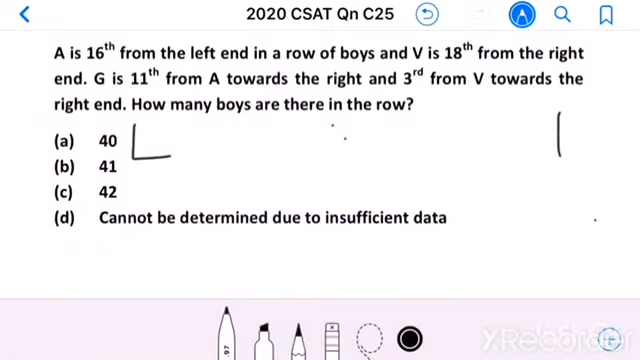 2020 CSAT Qn C25
A is 16th from the left end in a row of boys and V is 18th from the right
end. G is 11th from A towards the right and 3rd from V towards the
right end. How many boys are there in the row?
(a) 40
(b) 41
(c) 42
(d) Cannot be determined due to insufficient data
.97
XRecorder